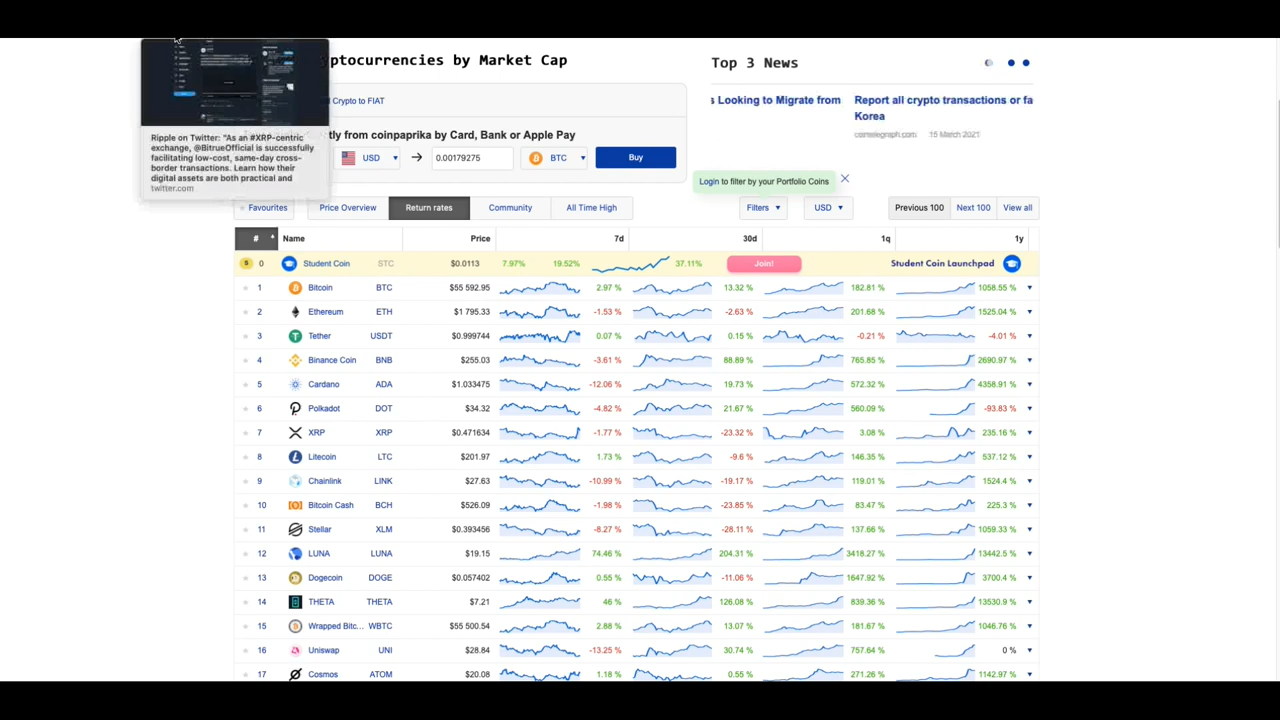 ptocurrencies by Market Cap
Top 3 News
Crypto to FIAT
s Looking to Migrate from
Report all crypto transactions or fa
Korea
cointelegraph.com 15 March 2021
Ripple on Twitter: "As an #XRP-centric
exchange, @BitrueOfficial is successfully
facilitating low-cost, same-day cross-
border transactions. Learn how their
digital assets are both practical and
twitter.com
tly from coinpaprika by Card, Bank or Apple Pay
USD → 0.00179275 BTC Buy
Login to filter by your Portfolio Coins
Favourites Price Overview Return rates Community All Time High Filters USD Previous 100 Next 100 View all
# Name Price 7d 30d 1q 1y
S 0 Student Coin STC $0.0113 7.97% 19.52% 37.11% Join! Student Coin Launchpad
1 Bitcoin BTC $55 592.95 2.97 % 13.32 % 182.81 % 1058.55 %
2 Ethereum ETH $1 795.33 -1.53 % -2.63 % 201.68 % 1525.04 %
3 Tether USDT $0.999744 0.07 % 0.15 % -0.21 % -4.01 %
4 Binance Coin BNB $255.03 -3.61 % 88.89 % 765.85 % 2690.97 %
5 Cardano ADA $1.033475 -12.06 % 19.73 % 572.32 % 4358.91 %
6 Polkadot DOT $34.32 -4.82 % 21.67 % 560.09 % -93.83 %
7 XRP XRP $0.471634 -1.77 % -23.32 % 3.08 % 235.16 %
8 Litecoin LTC $201.97 1.73 % -9.6 % 146.35 % 537.12 %
9 Chainlink LINK $27.63 -10.99 % -19.17 % 119.01 % 1524.4 %
10 Bitcoin Cash BCH $526.09 -1.98 % -23.85 % 83.47 % 225.3 %
11 Stellar XLM $0.393456 -8.27 % -28.11 % 137.66 % 1059.33 %
12 LUNA LUNA $19.15 74.46 % 204.31 % 3418.27 % 13442.5 %
13 Dogecoin DOGE $0.057402 0.55 % -11.06 % 1647.92 % 3700.4 %
14 THETA THETA $7.21 46 % 126.08 % 839.36 % 13530.9 %
15 Wrapped Bitc... WBTC $55 500.54 2.88 % 13.07 % 181.67 % 1046.76 %
16 Uniswap UNI $28.84 -13.25 % 30.74 % 757.64 % 0 %
17 Cosmos ATOM $20.08 1.18 % 0.55 % 271.26 % 1142.97 %